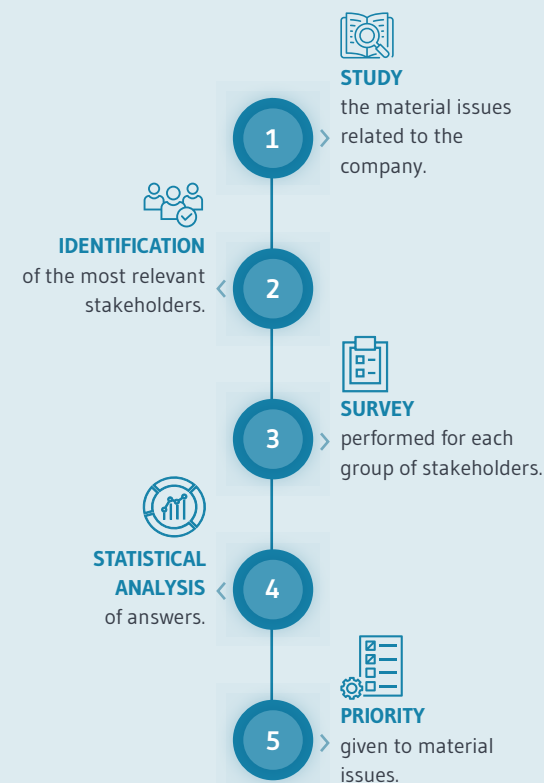 STUDY
the material issues
related to the
company.
1
IDENTIFICATION
of the most relevant
stakeholders.
2
SURVEY
performed for each
group of stakeholders.
3
STATISTICAL
ANALYSIS
of answers.
4
PRIORITY
given to material
issues.
5